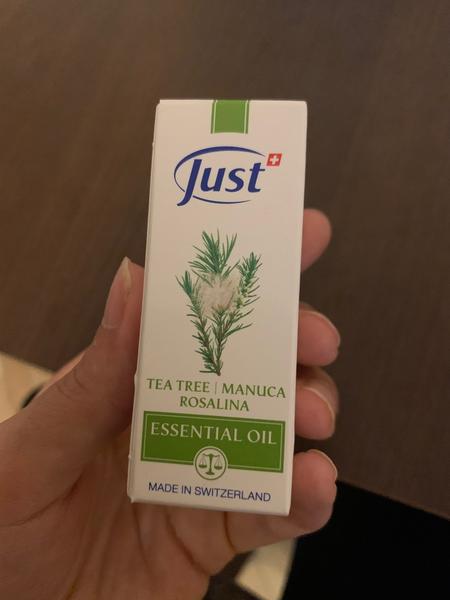 Just
TEA TREE | MANUCA
ROSALINA
ESSENTIAL OIL
MADE IN SWITZERLAND